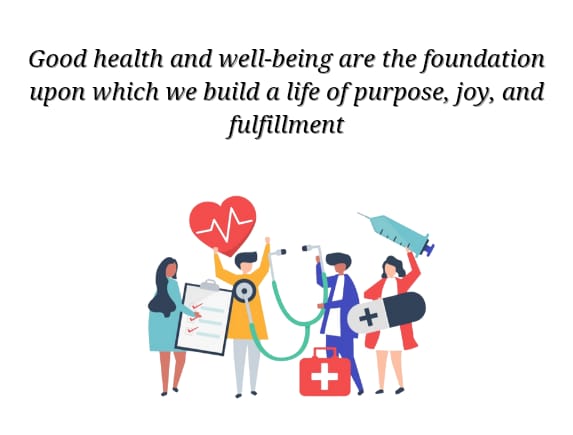 Good health and well-being are the foundation
upon which we build a life of purpose, joy, and
fulfillment